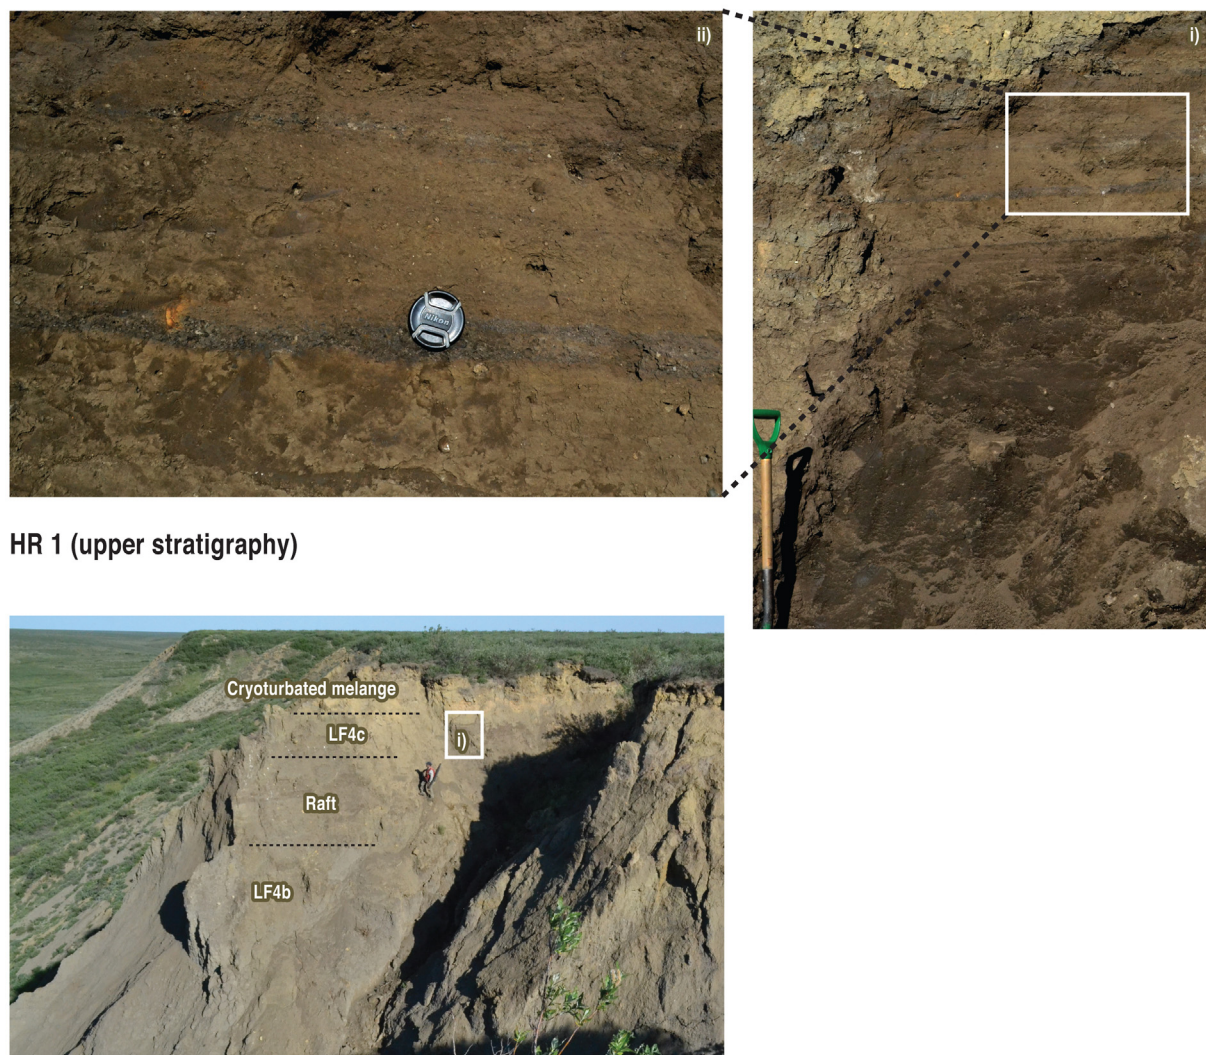 ii)
i)
Nikon
HR 1 (upper stratigraphy)
Cryoturbated melange
LF4c
i)
Raft
LF4b